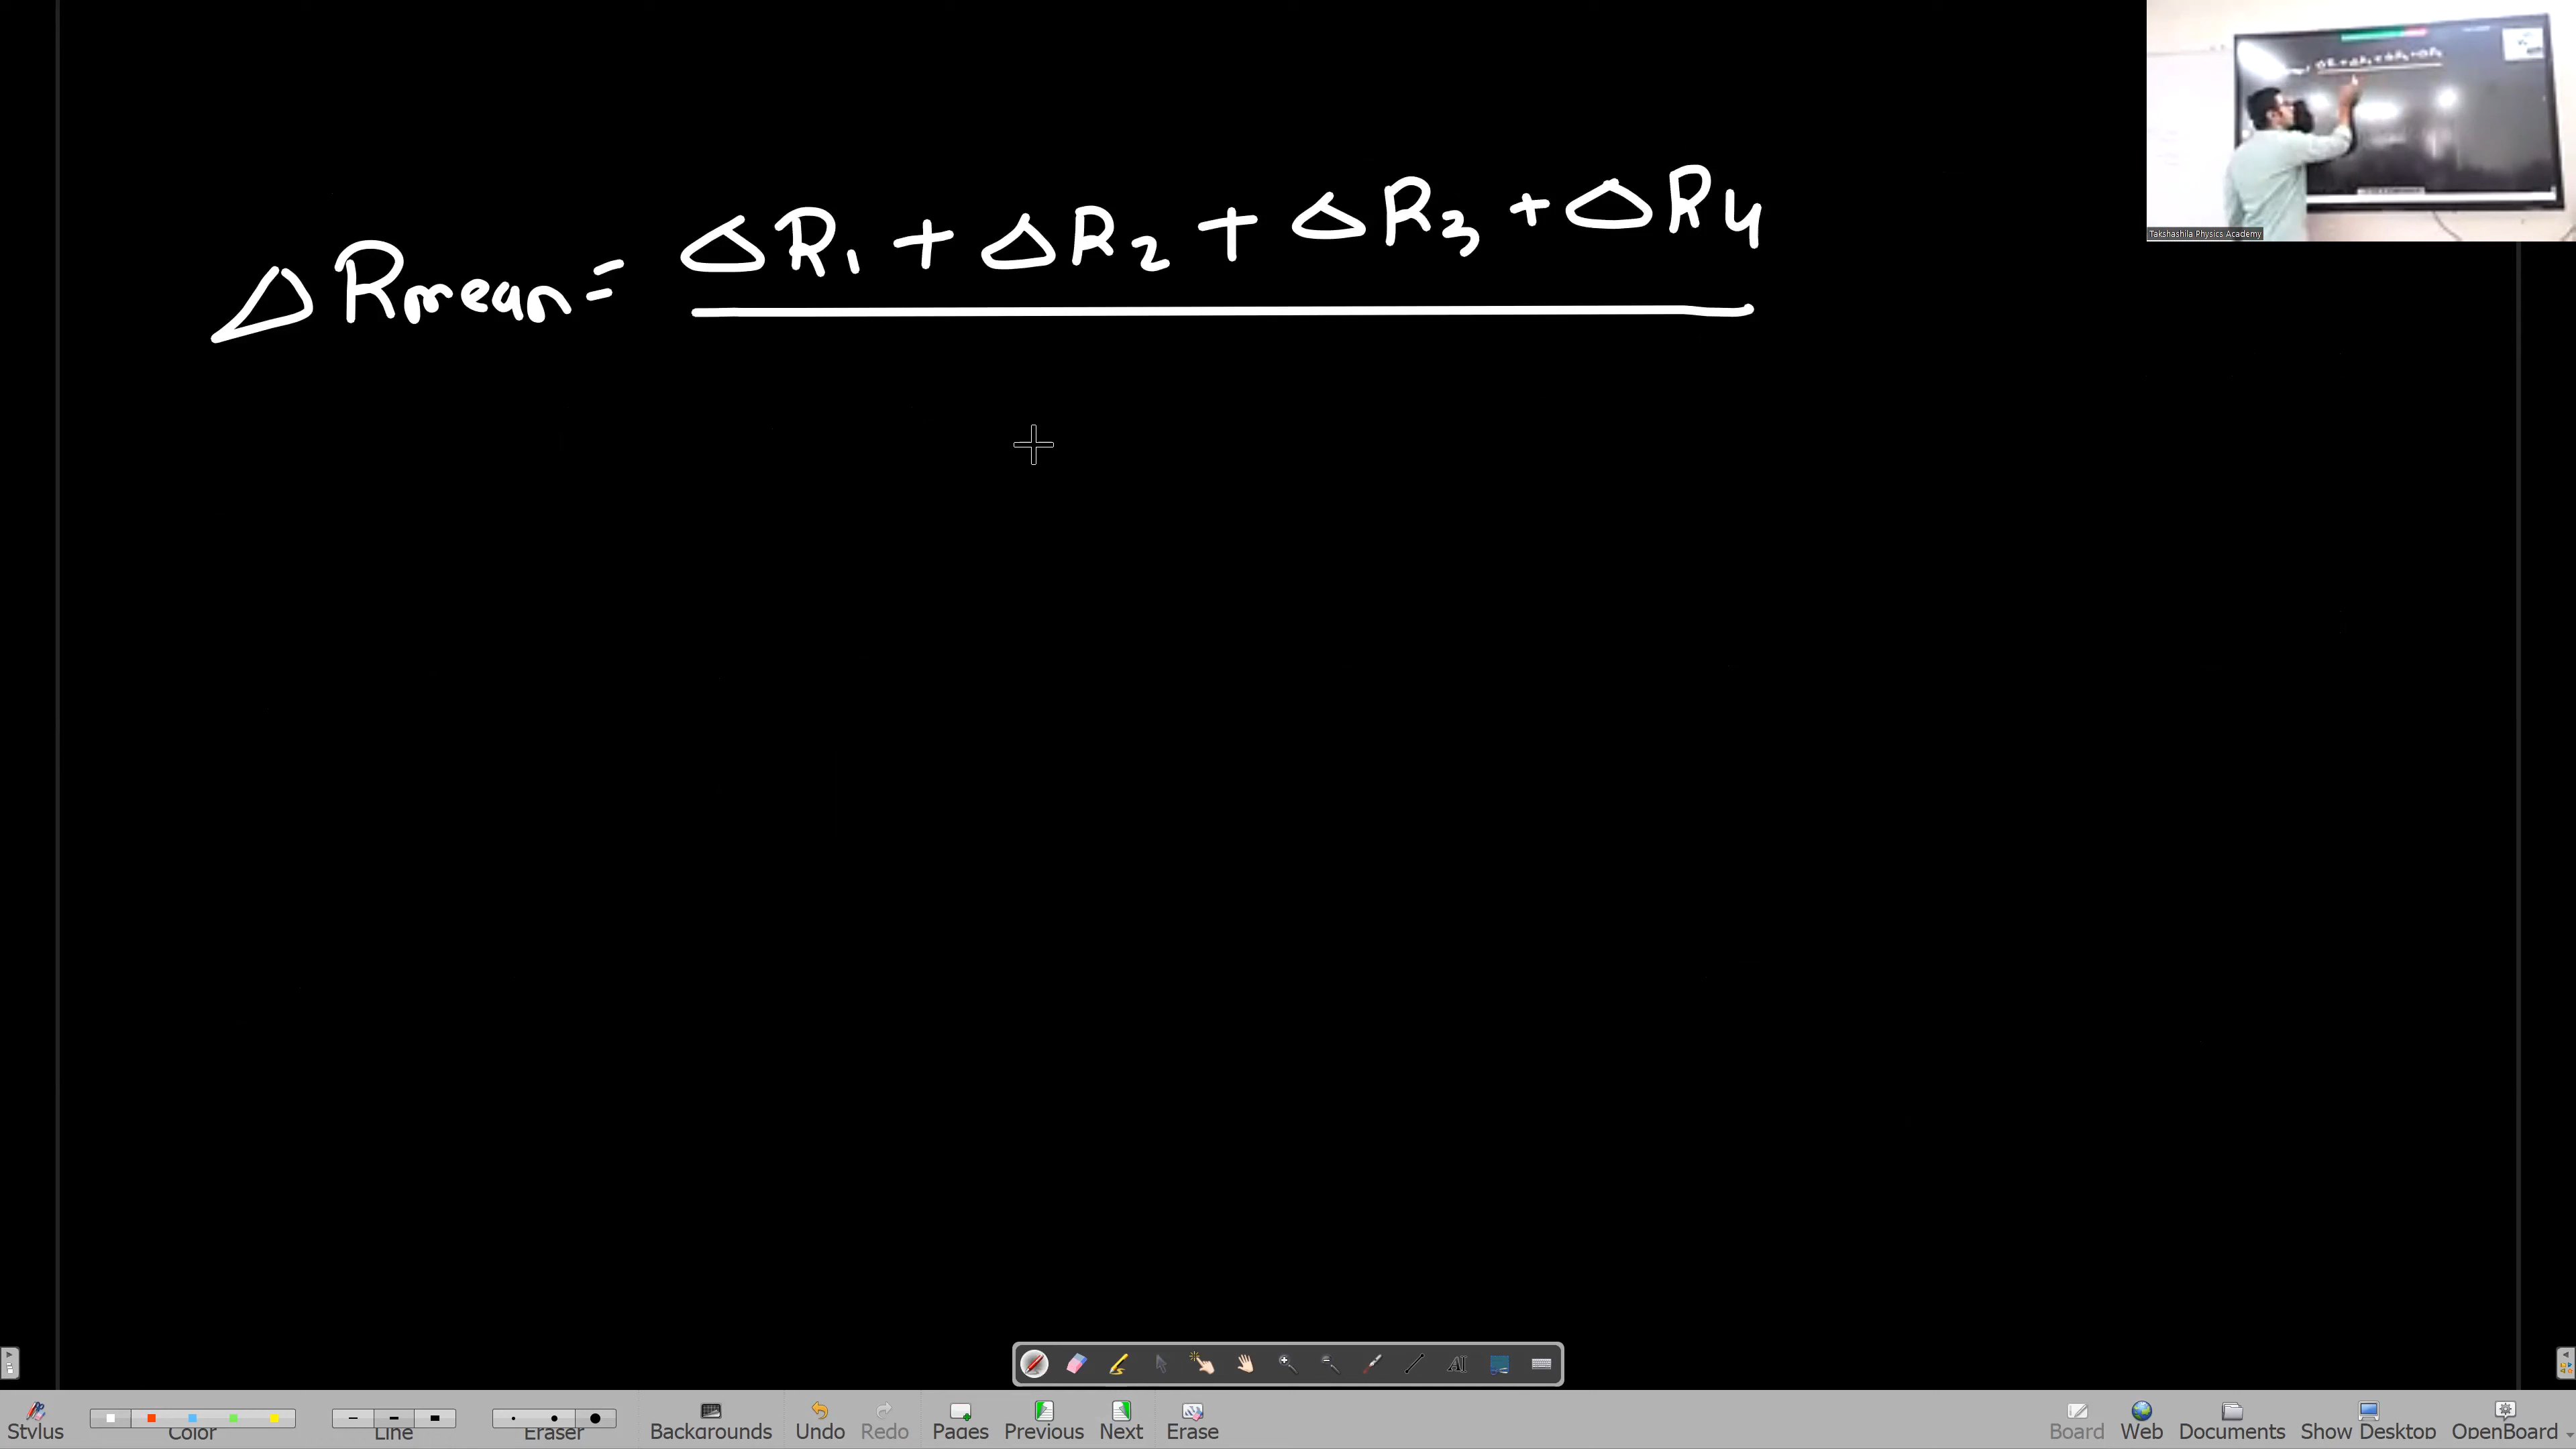 Takshashila Physics Academy
ΔR₁ + ΔR₂ + ΔR₃ + ΔR₄
ΔRmean =
Stylus Color Line Eraser Backgrounds Undo Redo Pages Previous Next Erase Board Web Documents Show Desktop OpenBoard